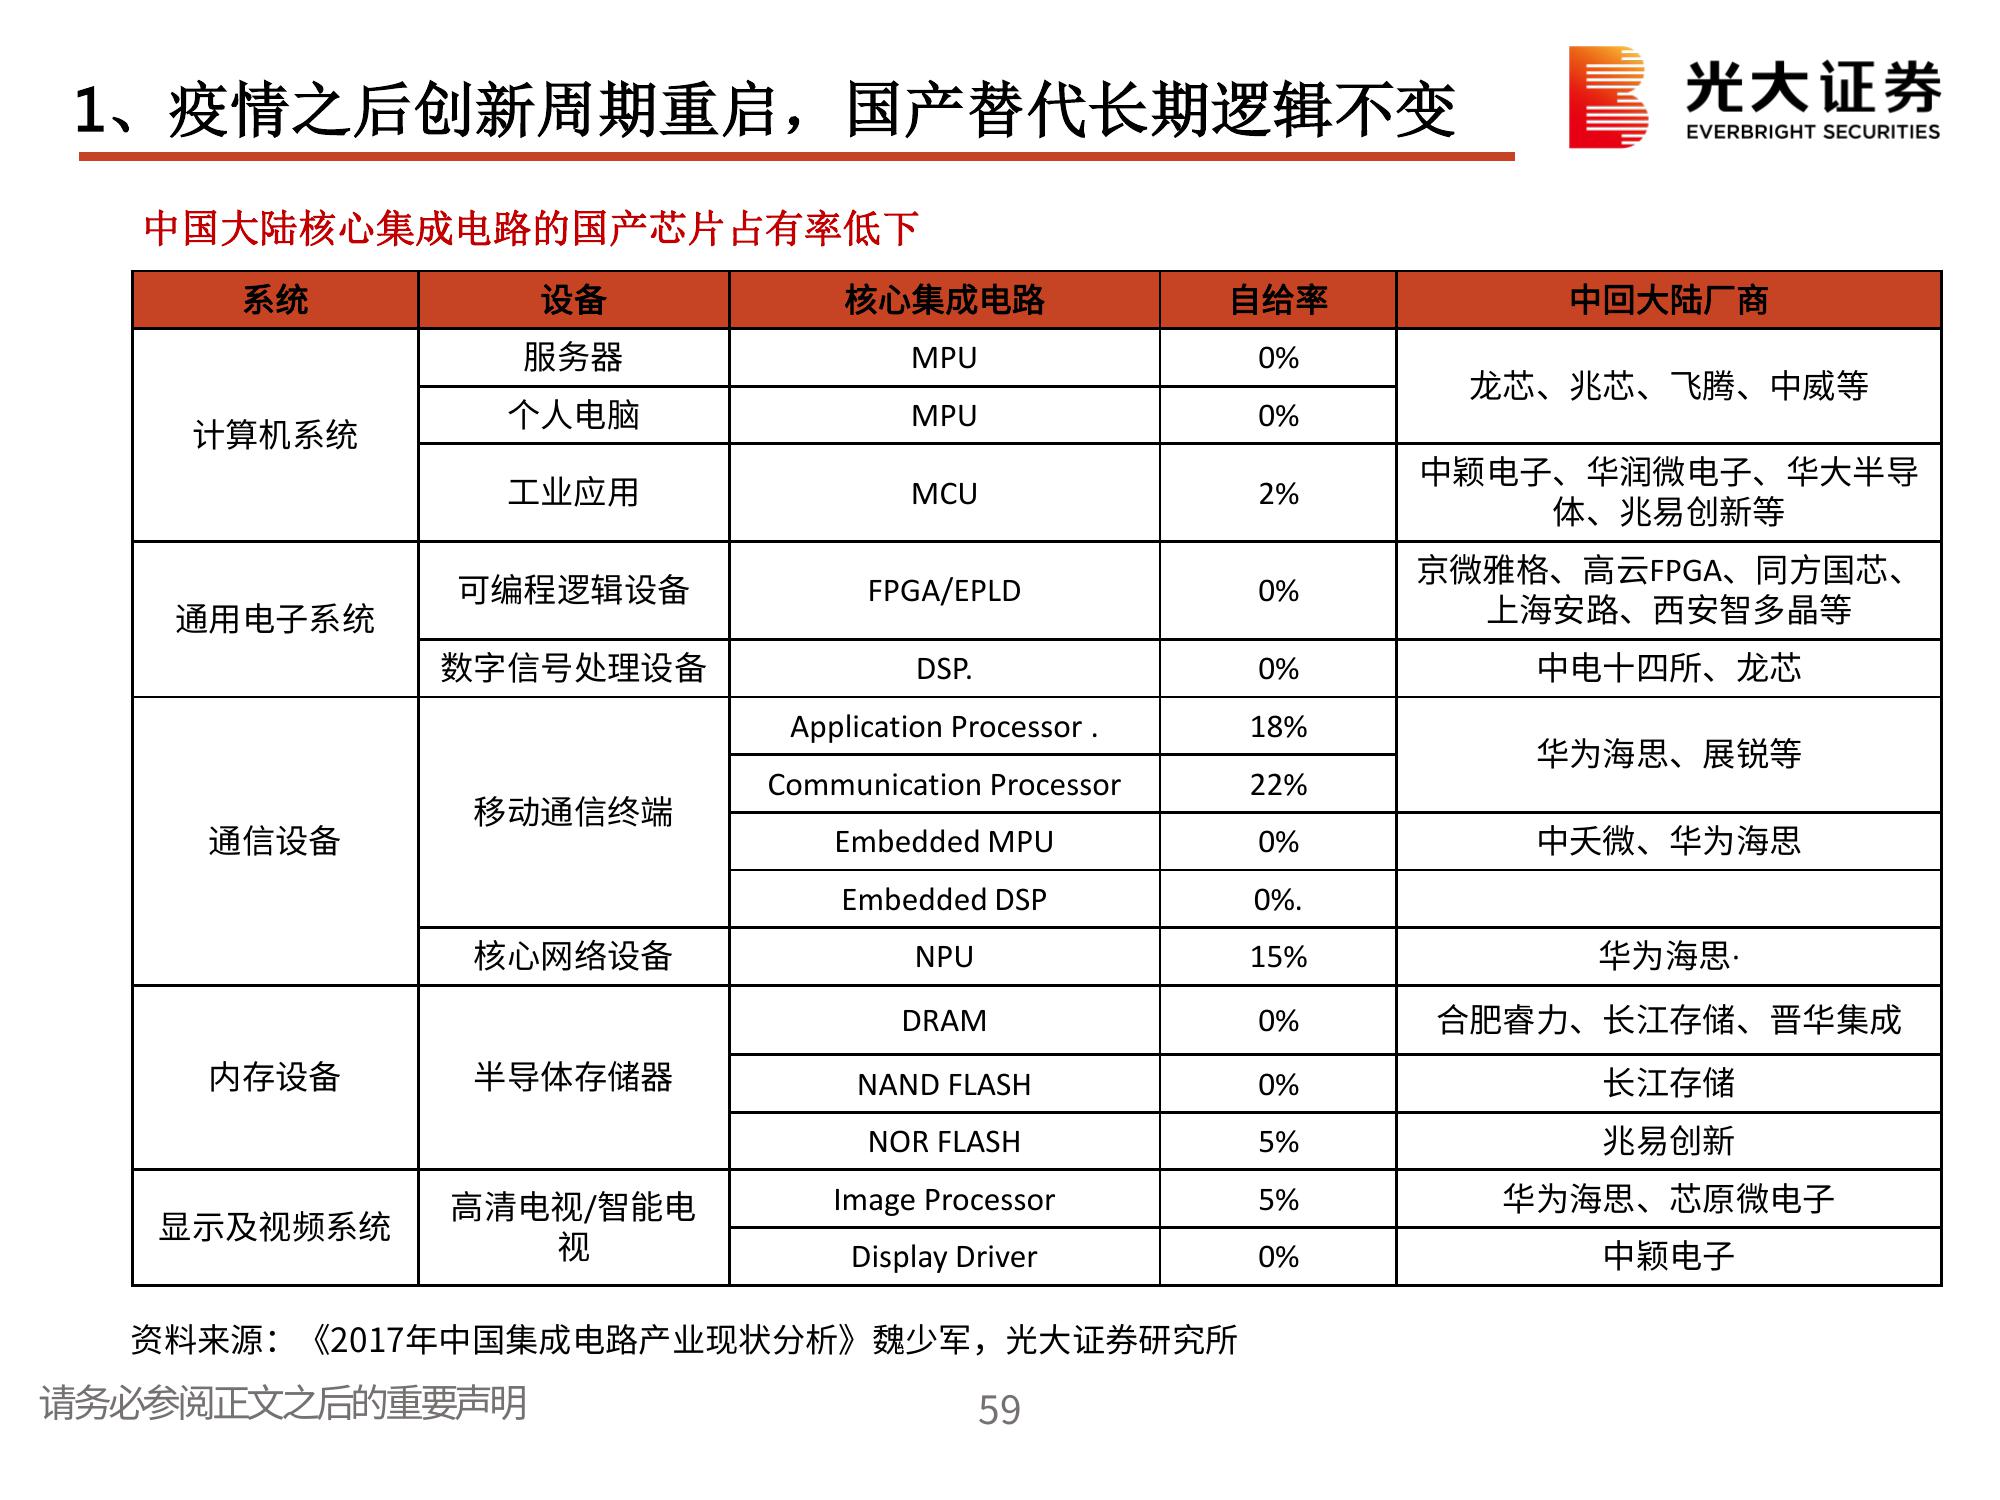 1、疫情之后创新周期重启，国产替代长期逻辑不变
光大证券
EVERBRIGHT SECURITIES
中国大陆核心集成电路的国产芯片占有率低下
系统 设备 核心集成电路 自给率 中回大陆厂商
计算机系统 服务器 MPU 0% 龙芯、兆芯、飞腾、中威等
个人电脑 MPU 0%
工业应用 MCU 2% 中颖电子、华润微电子、华大半导
体、兆易创新等
通用电子系统 可编程逻辑设备 FPGA/EPLD 0% 京微雅格、高云FPGA、同方国芯、
上海安路、西安智多晶等
数字信号处理设备 DSP. 0% 中电十四所、龙芯
通信设备 移动通信终端 Application Processor . 18% 华为海思、展锐等
Communication Processor 22%
Embedded MPU 0% 中夭微、华为海思
Embedded DSP 0%.
核心网络设备 NPU 15% 华为海思·
内存设备 半导体存储器 DRAM 0% 合肥睿力、长江存储、晋华集成
NAND FLASH 0% 长江存储
NOR FLASH 5% 兆易创新
显示及视频系统 高清电视/智能电
视 Image Processor 5% 华为海思、芯原微电子
Display Driver 0% 中颖电子
资料来源：《2017年中国集成电路产业现状分析》魏少军，光大证券研究所
请务必参阅正文之后的重要声明
59